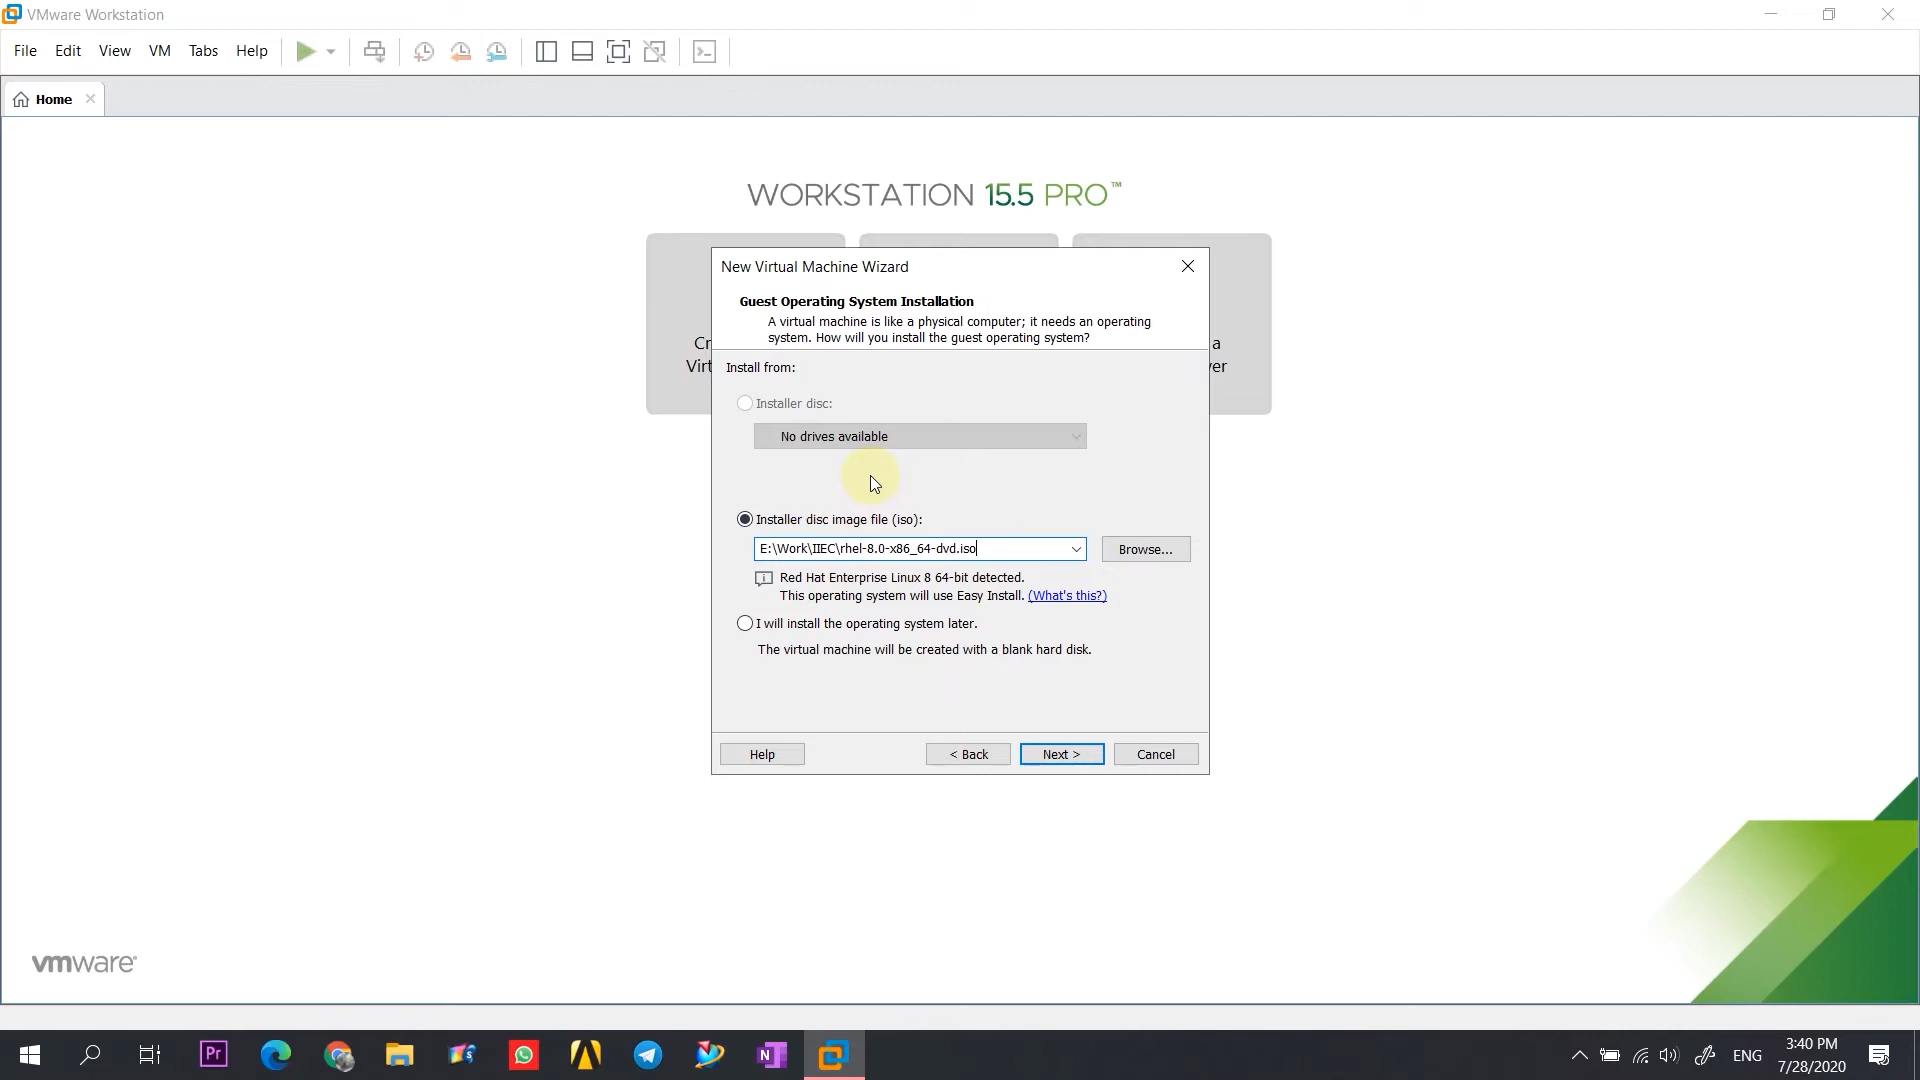 VMware Workstation
File Edit View VM Tabs Help
Home
WORKSTATION 15.5 PRO™
New Virtual Machine Wizard
Guest Operating System Installation
A virtual machine is like a physical computer; it needs an operating
system. How will you install the guest operating system?
Cr
a
Virt
ver
Install from:
Installer disc:
No drives available
Installer disc image file (iso):
E:\Work\IIEC\rhel-8.0-x86_64-dvd.iso
Browse...
Red Hat Enterprise Linux 8 64-bit detected.
This operating system will use Easy Install. (What's this?)
I will install the operating system later.
The virtual machine will be created with a blank hard disk.
Help
< Back
Next >
Cancel
vmware®
Pr
N
ENG
3:40 PM
7/28/2020